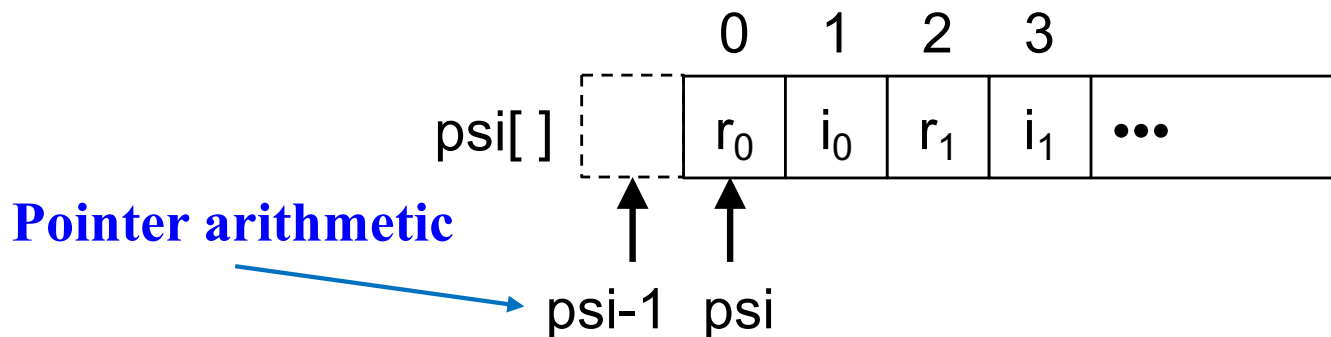 0 1 2 3
psi[ ] r₀ i₀ r₁ i₁ •••
Pointer arithmetic
psi-1 psi